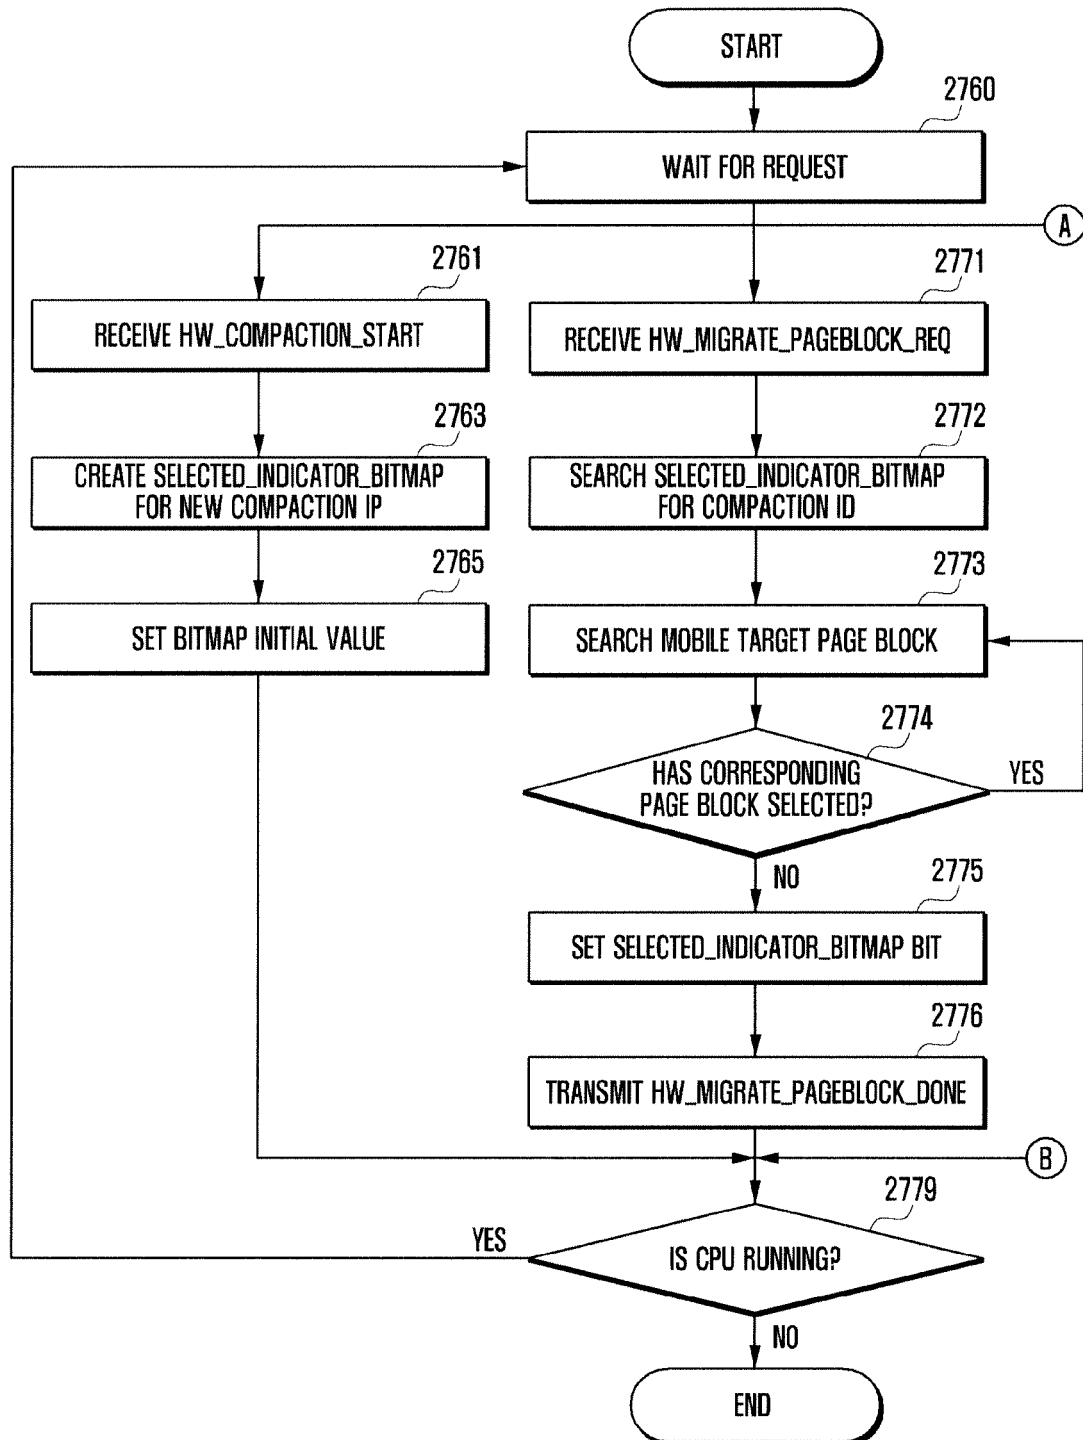 START
2760
WAIT FOR REQUEST
A
2761
RECEIVE HW_COMPACTION_START
2771
RECEIVE HW_MIGRATE_PAGEBLOCK_REQ
2763
CREATE SELECTED_INDICATOR_BITMAP
FOR NEW COMPACTION IP
2772
SEARCH SELECTED_INDICATOR_BITMAP
FOR COMPACTION ID
2765
SET BITMAP INITIAL VALUE
2773
SEARCH MOBILE TARGET PAGE BLOCK
2774
HAS CORRESPONDING
PAGE BLOCK SELECTED?
YES
NO
2775
SET SELECTED_INDICATOR_BITMAP BIT
2776
TRANSMIT HW_MIGRATE_PAGEBLOCK_DONE
B
2779
IS CPU RUNNING?
YES
NO
END